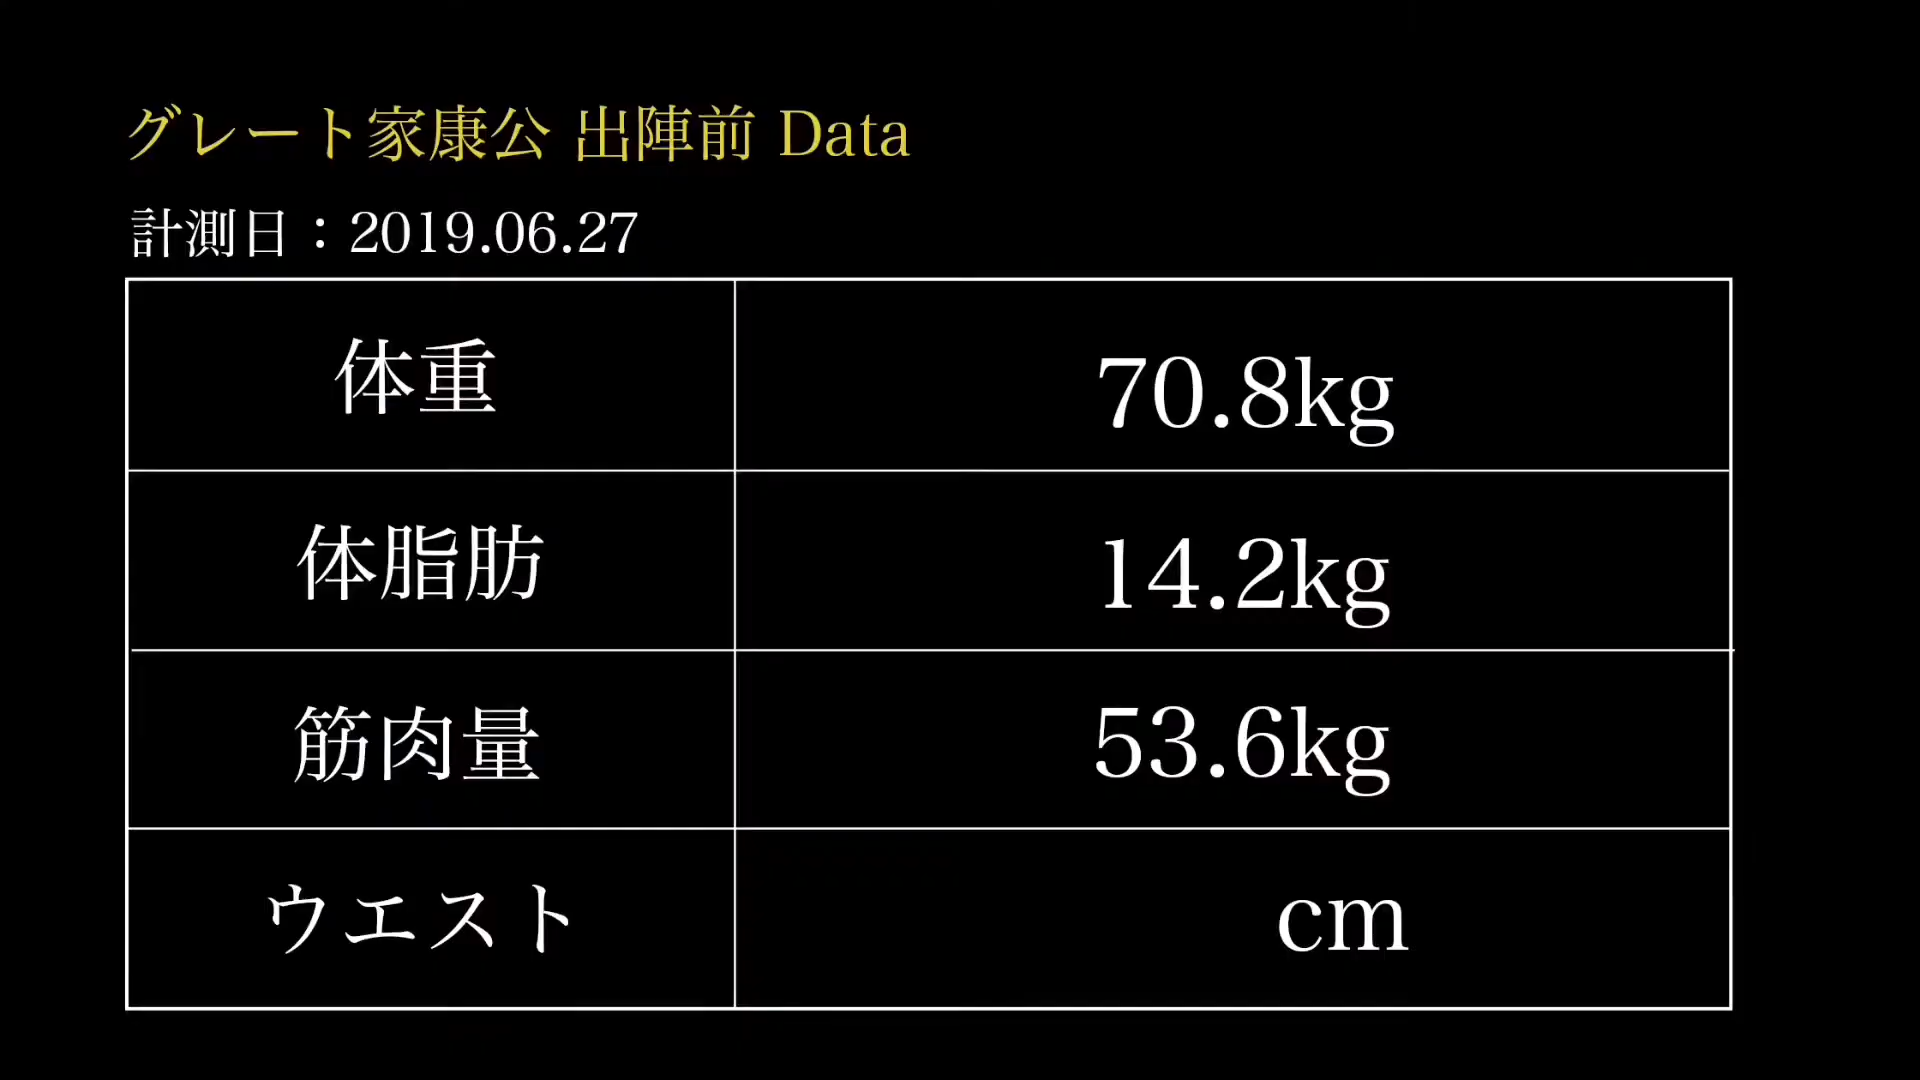 グレート家康公 出陣前 Data
計測日：2019.06.27
体重 70.8kg
体脂肪 14.2kg
筋肉量 53.6kg
ウエスト cm